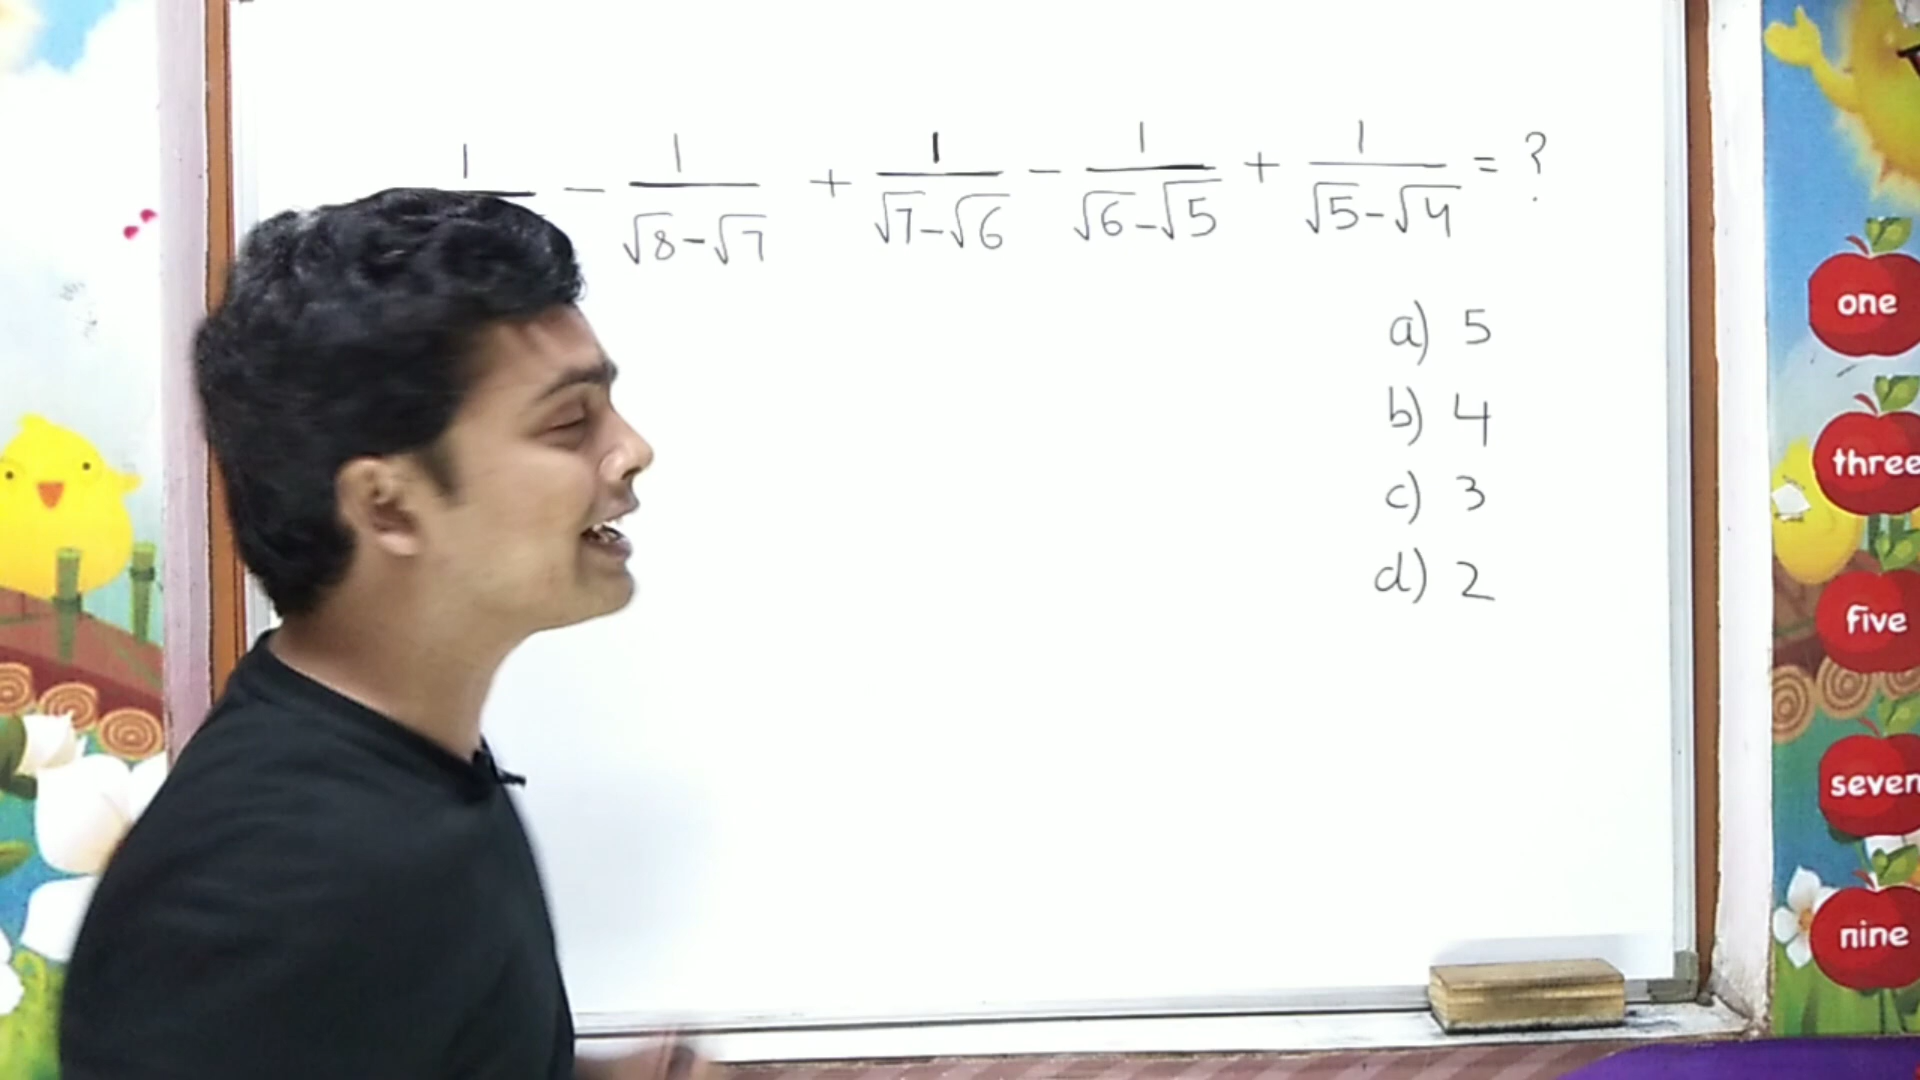 1/ - 1/(√8-√7) + 1/(√7-√6) - 1/(√6-√5) + 1/(√5-√4) = ?
a) 5
b) 4
c) 3
d) 2
one
three
five
seven
nine